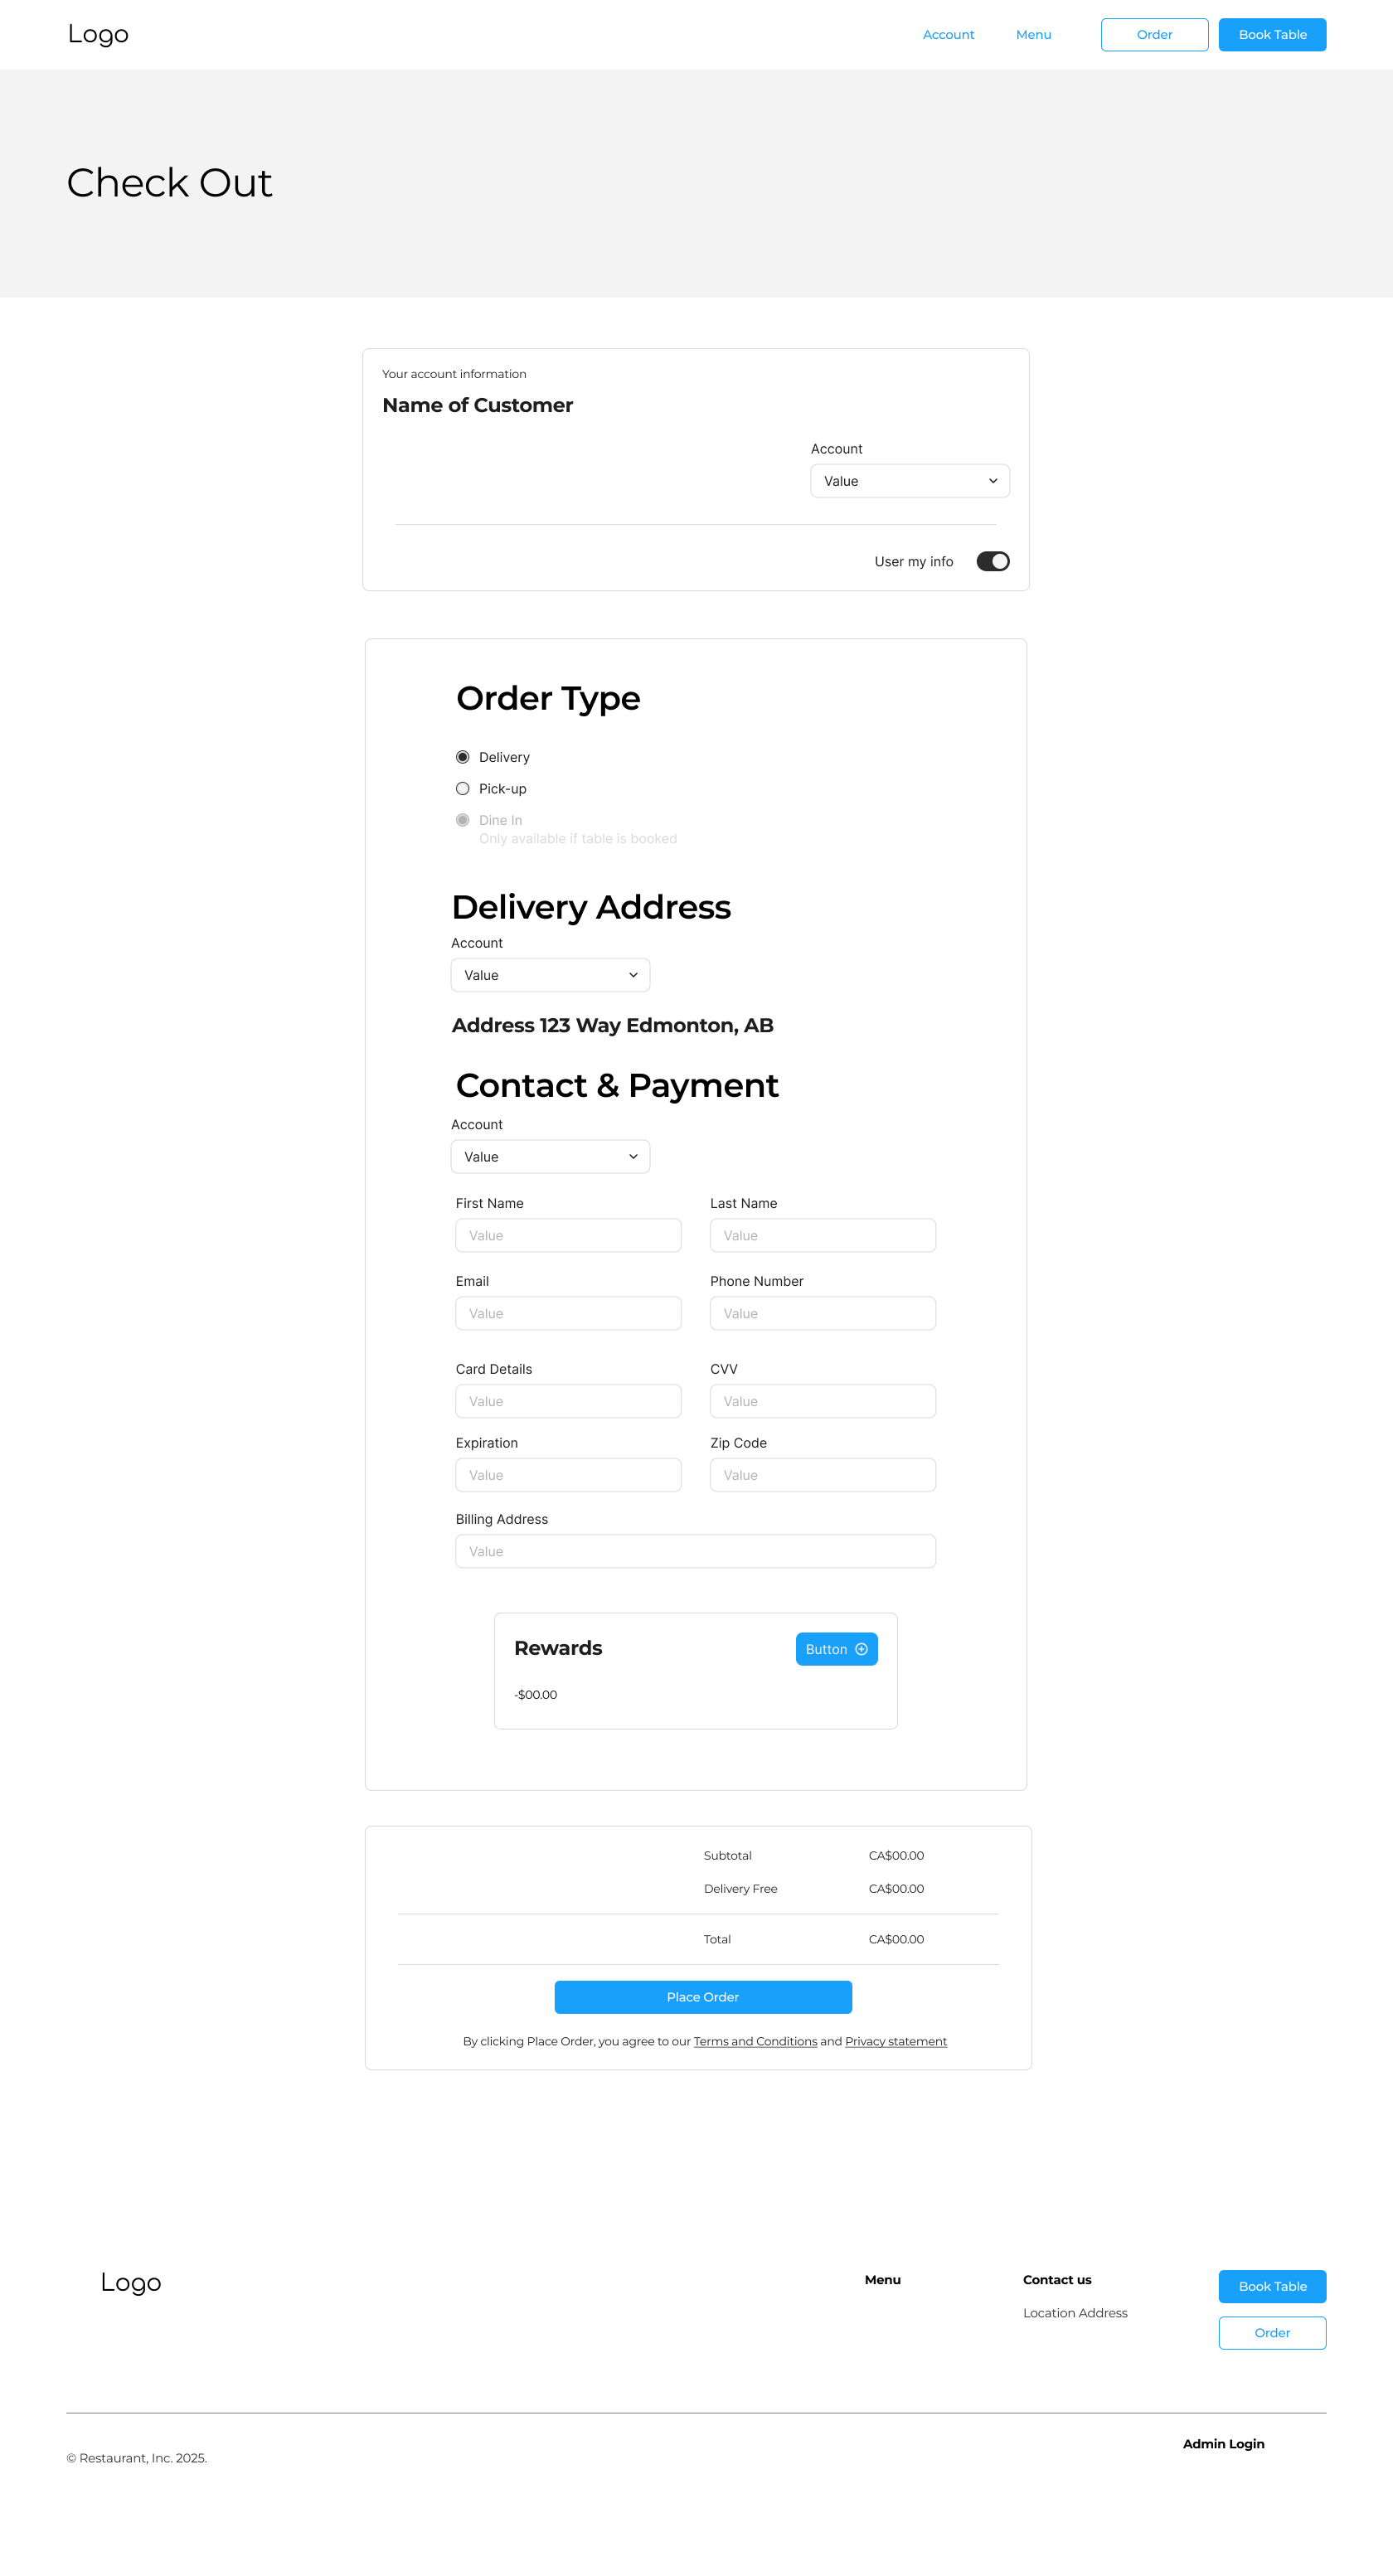 Logo
Account
Menu
Order
Book Table
Check Out
Your account information
Name of Customer
Account
Value
User my info
Order Type
Delivery
Pick-up
Dine In
Only available if table is booked
Delivery Address
Account
Value
Address 123 Way Edmonton, AB
Contact & Payment
Account
Value
First Name
Last Name
Value
Value
Email
Phone Number
Value
Value
Card Details
CVV
Value
Value
Expiration
Zip Code
Value
Value
Billing Address
Value
Rewards
Button
-$00.00
Subtotal
CA$00.00
Delivery Free
CA$00.00
Total
CA$00.00
Place Order
By clicking Place Order, you agree to our Terms and Conditions and Privacy statement
Logo
Menu
Contact us
Book Table
Location Address
Order
Admin Login
© Restaurant, Inc. 2025.